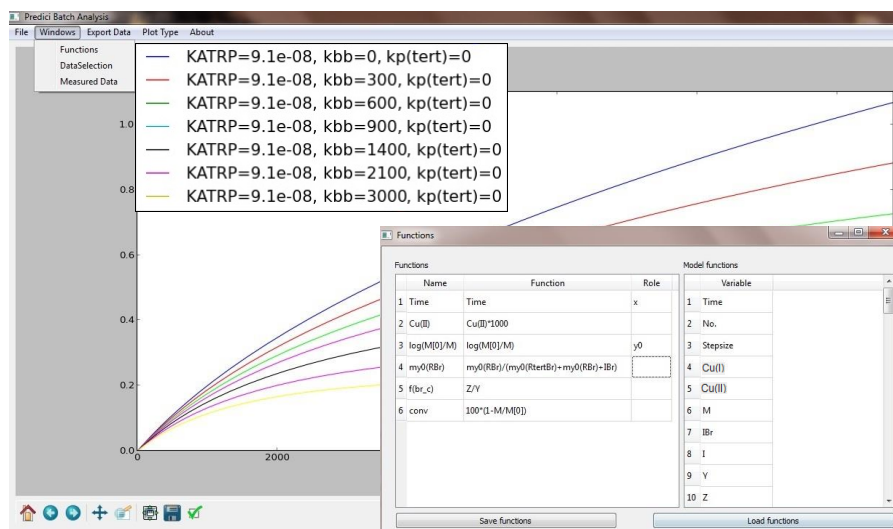 Predici Batch Analysis
File Windows Export Data Plot Type About
Functions
DataSelection
Measured Data
KATRP=9.1e-08, kbb=0, kp(tert)=0
KATRP=9.1e-08, kbb=300, kp(tert)=0
KATRP=9.1e-08, kbb=600, kp(tert)=0
KATRP=9.1e-08, kbb=900, kp(tert)=0
KATRP=9.1e-08, kbb=1400, kp(tert)=0
KATRP=9.1e-08, kbb=2100, kp(tert)=0
KATRP=9.1e-08, kbb=3000, kp(tert)=0
1.0
0.8
0.6
0.4
0.2
0.0
0 2000
Functions
Functions
Name Function Role
1 Time Time x
2 Cu(II) Cu(II)*1000
3 log(M[0]/M) log(M[0]/M) y0
4 my0(RBr) my0(RBr)/(my0(RtertBr)+my0(RBr)+IBr)
5 f(br_c) Z/Y
6 conv 100*(1-M/M[0])
Model functions
Variable
1 Time
2 No.
3 Stepsize
4 Cu(I)
5 Cu(II)
6 M
7 IBr
8 I
9 Y
10 Z
Save functions
Load functions